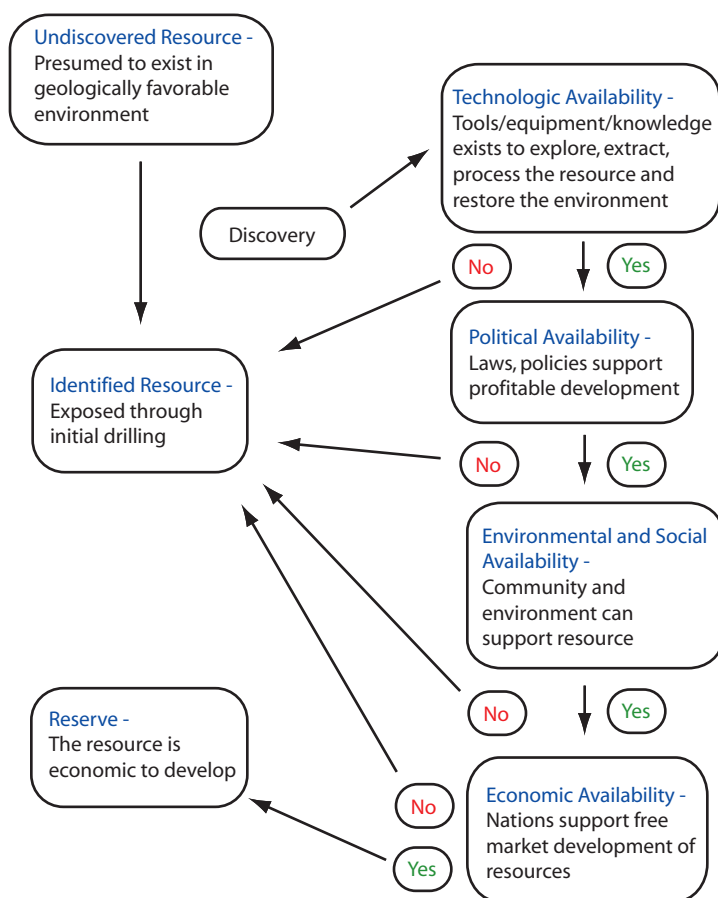 Undiscovered Resource -
Presumed to exist in
geologically favorable
environment
Technologic Availability -
Tools/equipment/knowledge
exists to explore, extract,
process the resource and
restore the environment
Discovery
No
Yes
Political Availability -
Laws, policies support
profitable development
Identified Resource -
Exposed through
initial drilling
No
Yes
Environmental and Social
Availability -
Community and
environment can
support resource
No
Yes
Reserve -
The resource is
economic to develop
Economic Availability -
Nations support free
market development of
resources
No
Yes